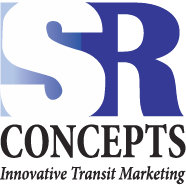 SR
CONCEPTS
Innovative Transit Marketing